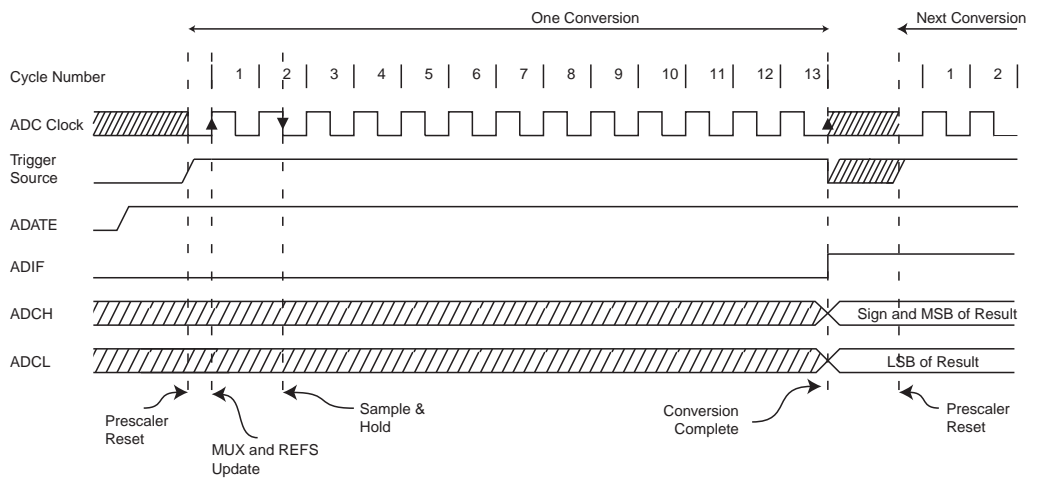 One Conversion
Next Conversion
Cycle Number
1 2 3 4 5 6 7 8 9 10 11 12 13 1 2
ADC Clock
Trigger
Source
ADATE
ADIF
ADCH
Sign and MSB of Result
ADCL
LSB of Result
Prescaler
Reset
MUX and REFS
Update
Sample &
Hold
Conversion
Complete
Prescaler
Reset